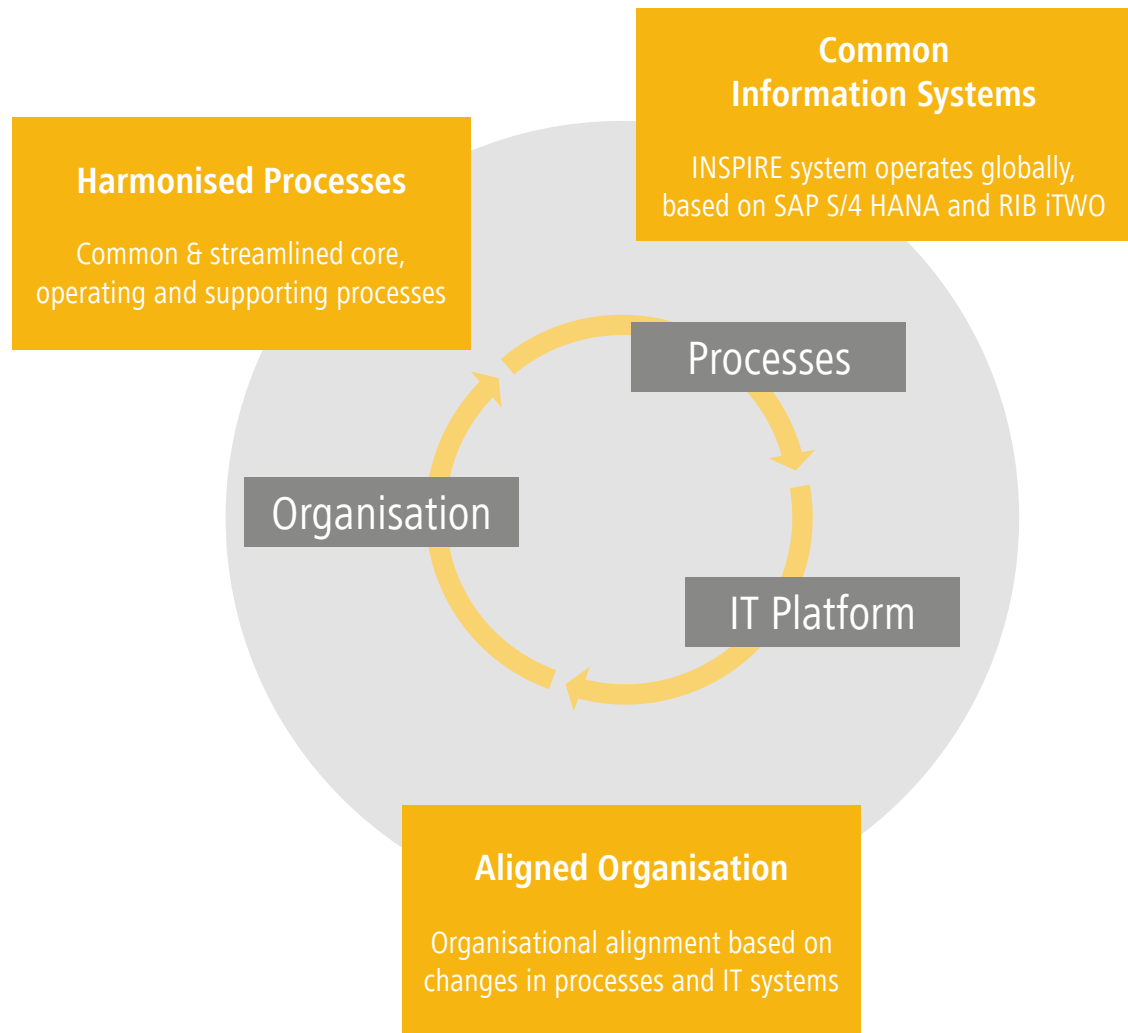 Common
Information Systems
INSPIRE system operates globally,
based on SAP S/4 HANA and RIB iTWO
Harmonised Processes
Common & streamlined core,
operating and supporting processes
Processes
Organisation
IT Platform
Aligned Organisation
Organisational alignment based on
changes in processes and IT systems